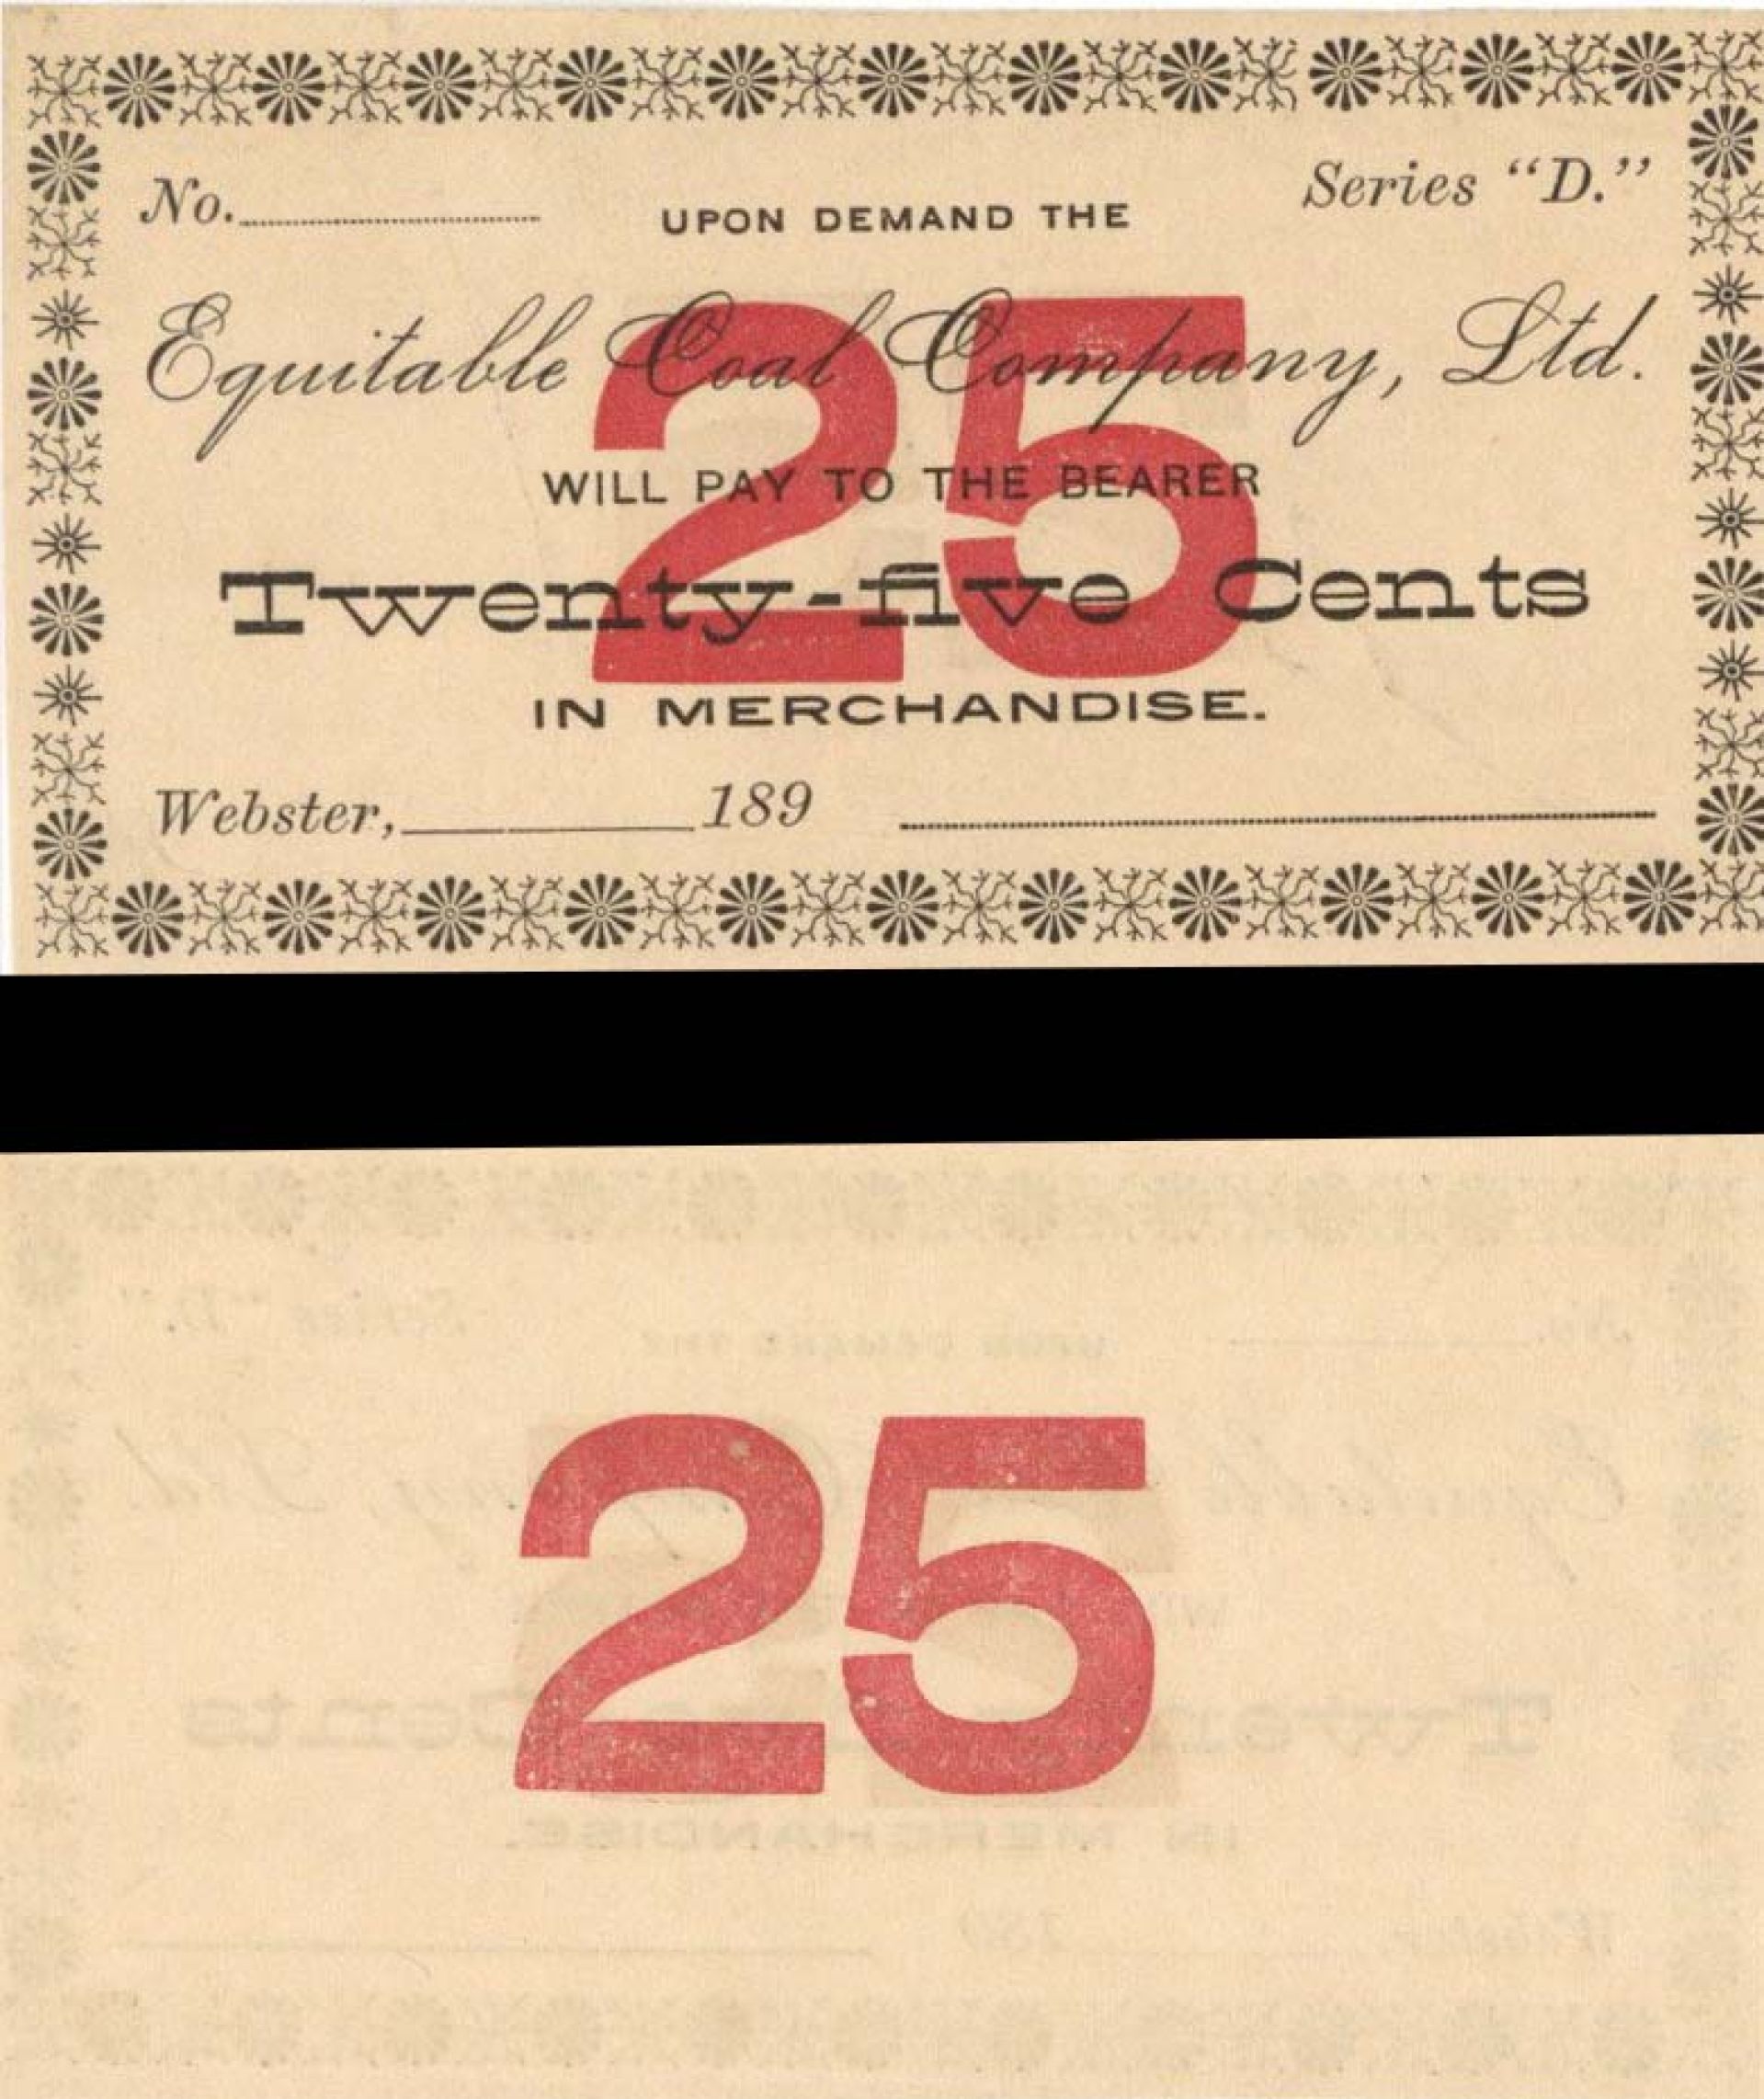 No.
Series “D.”
UPON DEMAND THE
Equitable Coal Company, Ltd.
25
WILL PAY TO THE BEARER
Twenty-five Cents
IN MERCHANDISE.
Webster, 189
25